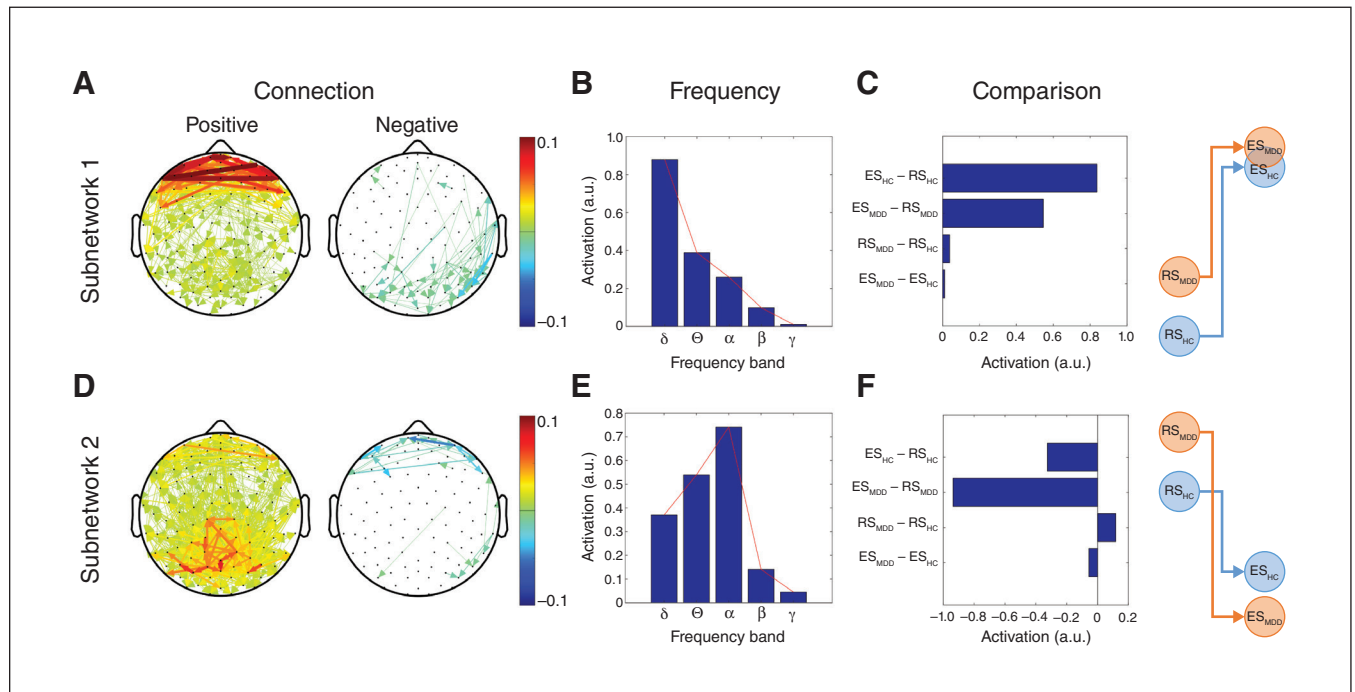 A
Connection
Positive
Negative
Subnetwork 1
0.1
−0.1
B
Frequency
Activation (a.u.)
1.0
0.8
0.6
0.4
0.2
0
δ Θ α β γ
Frequency band
C
Comparison
ES_HC − RS_HC
ES_MDD − RS_MDD
RS_MDD − RS_HC
ES_MDD − ES_HC
0 0.2 0.4 0.6 0.8 1.0
Activation (a.u.)
ES_MDD
ES_HC
RS_MDD
RS_HC
D
Subnetwork 2
0.1
−0.1
E
Activation (a.u.)
0.8
0.7
0.6
0.5
0.4
0.3
0.2
0.1
0
δ Θ α β γ
Frequency band
F
ES_HC − RS_HC
ES_MDD − RS_MDD
RS_MDD − RS_HC
ES_MDD − ES_HC
−1.0 −0.8 −0.6 −0.4 −0.2 0 0.2
Activation (a.u.)
RS_MDD
RS_HC
ES_HC
ES_MDD